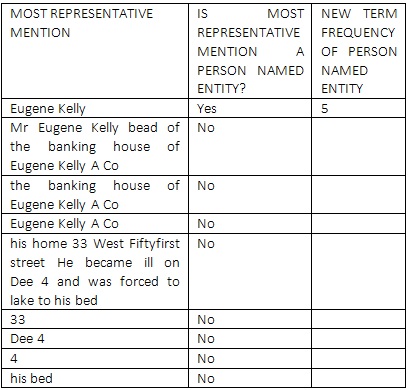 MOST REPRESENTATIVE
MENTION
IS MOST
REPRESENTATIVE
MENTION A
PERSON NAMED
ENTITY?
NEW TERM
FREQUENCY
OF PERSON
NAMED
ENTITY
Eugene Kelly Yes 5
Mr Eugene Kelly bead of No
the banking house of
Eugene Kelly A Co
the banking house of No
Eugene Kelly A Co
Eugene Kelly A Co No
his home 33 West Fiftyfirst No
street He became ill on
Dee 4 and was forced to
lake to his bed
33 No
Dee 4 No
4 No
his bed No